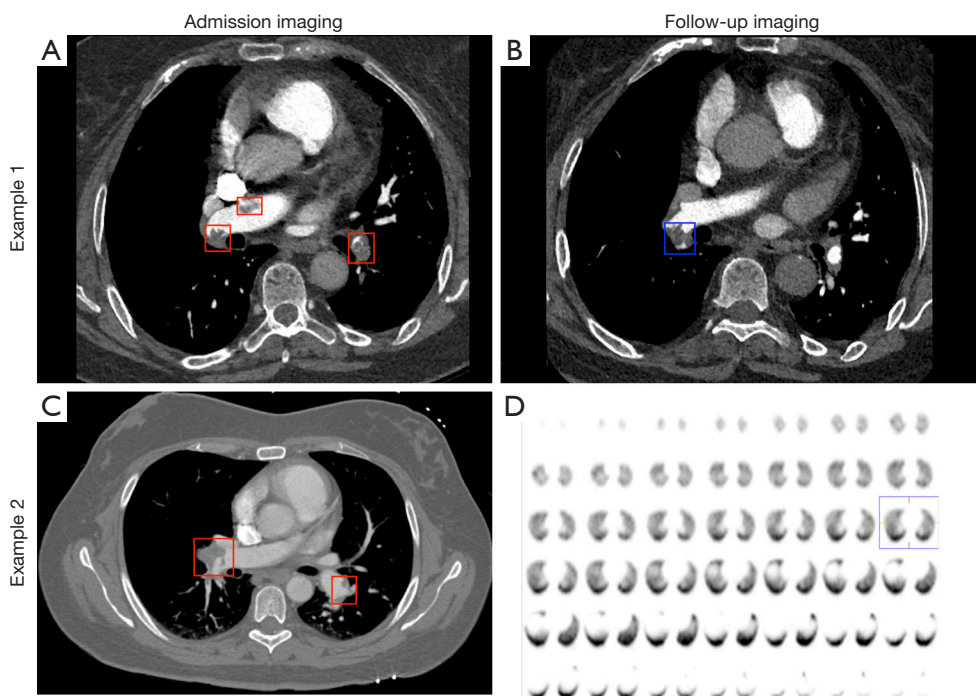 Admission imaging
Follow-up imaging
Example 1
A
B
Example 2
C
D